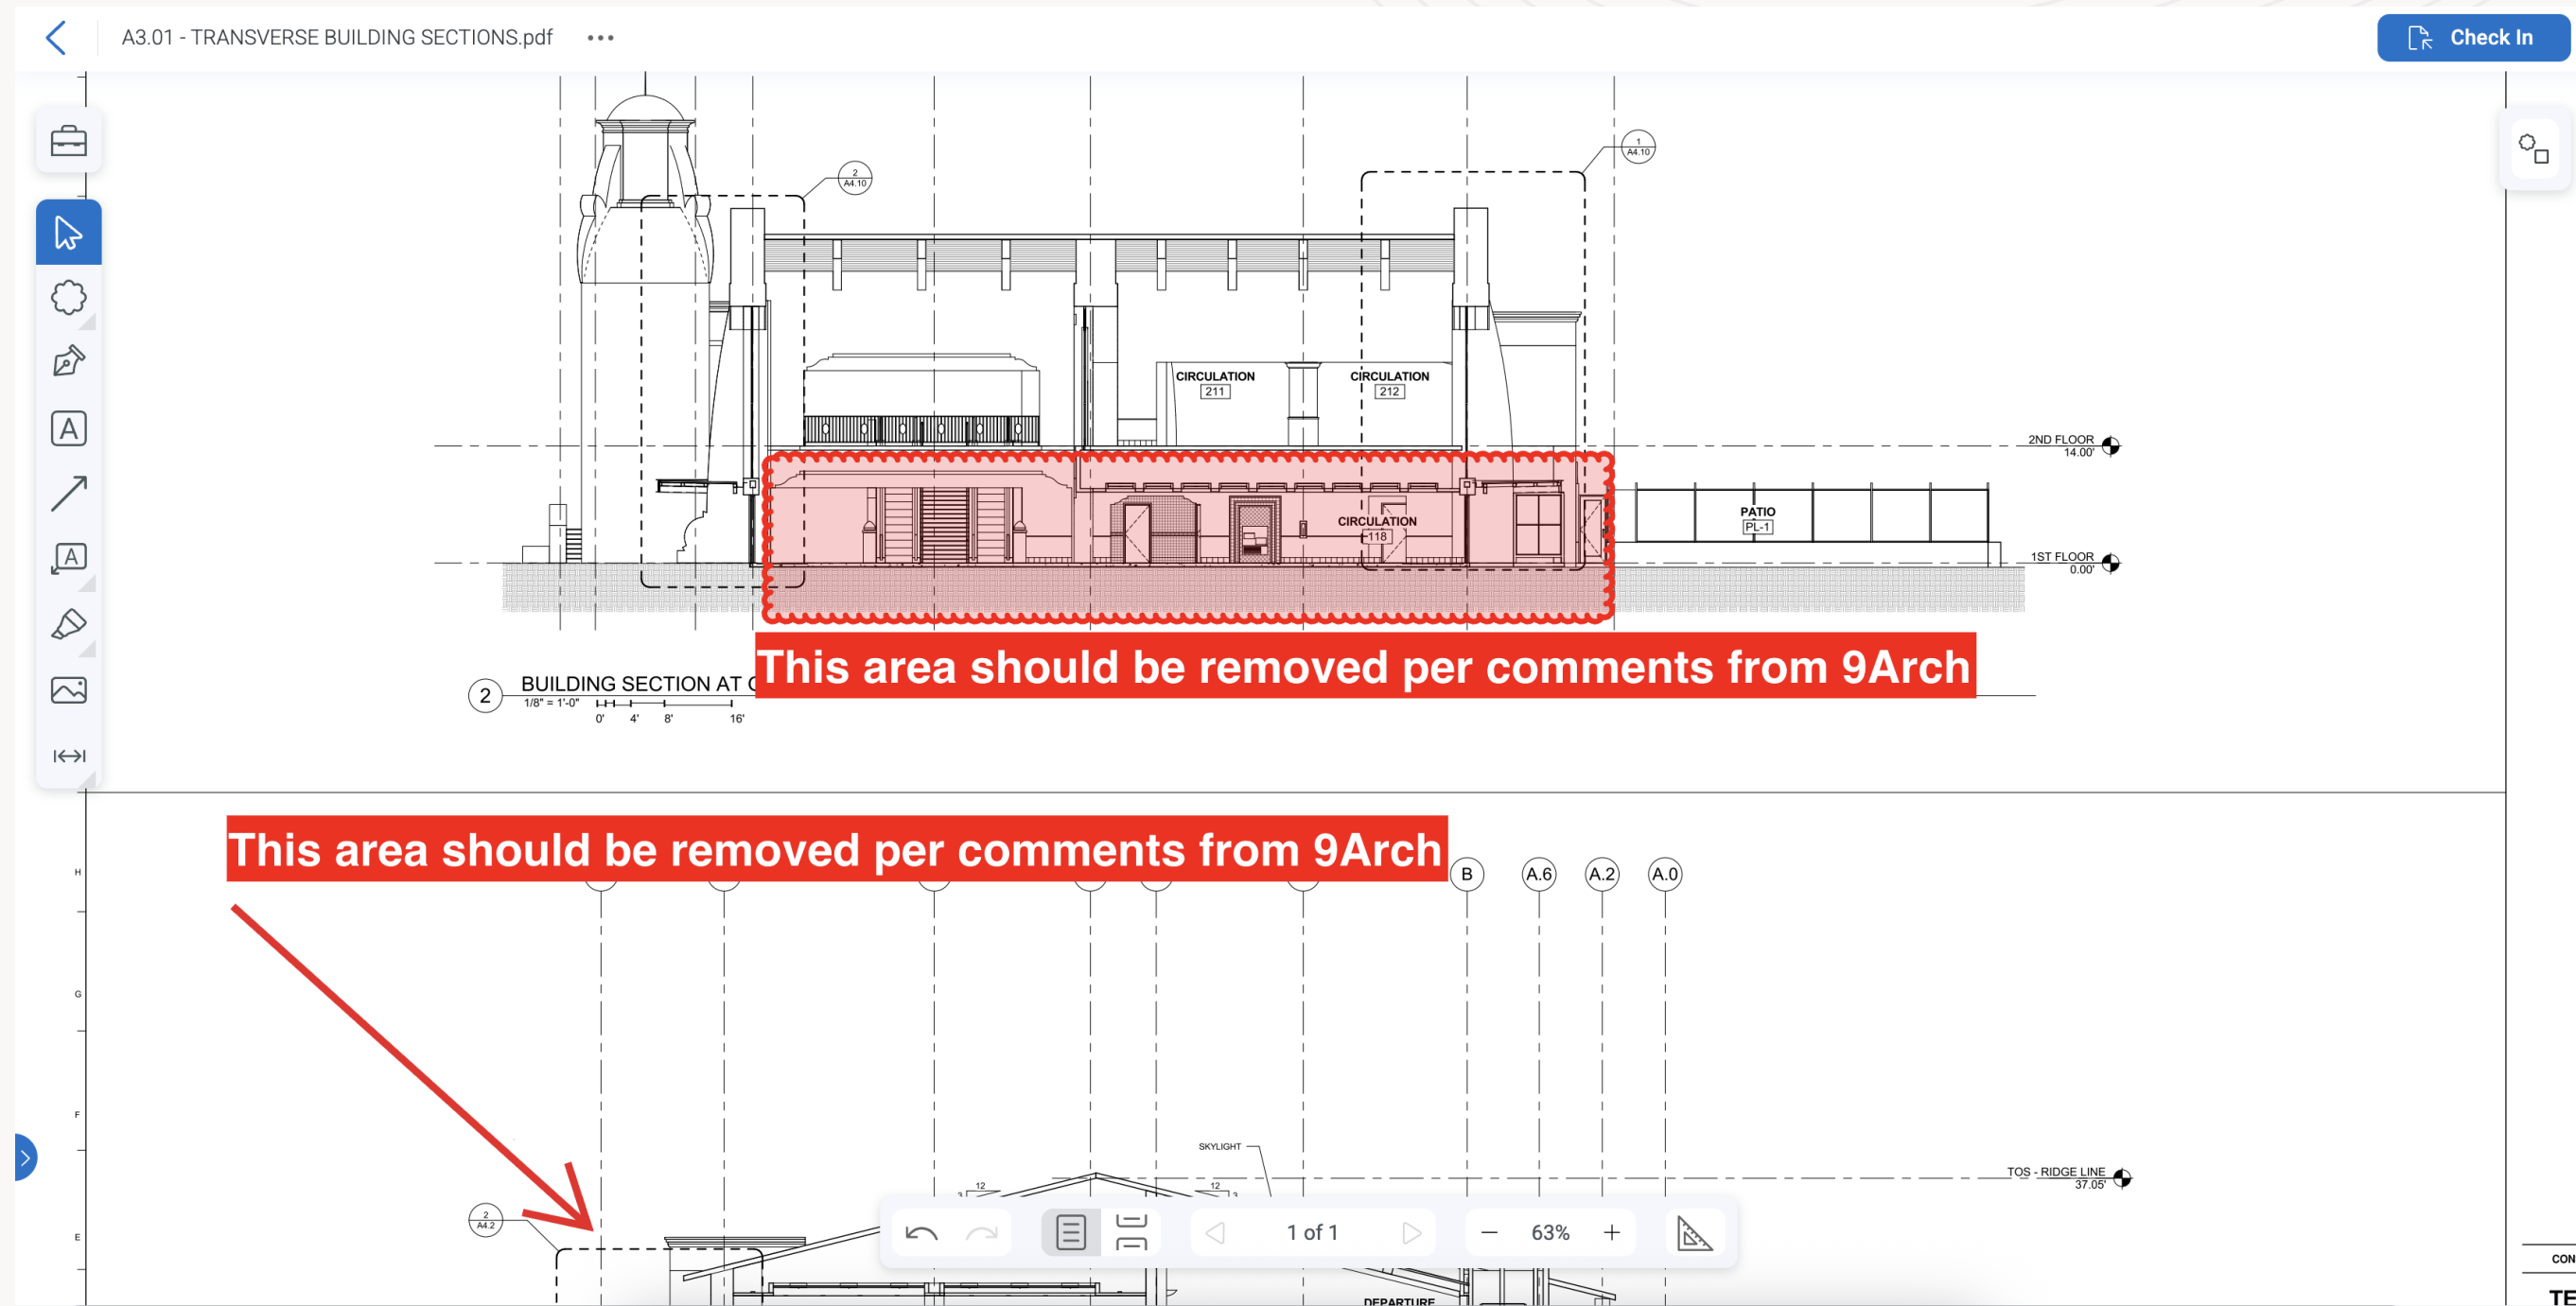 A3.01 - TRANSVERSE BUILDING SECTIONS.pdf
Check In
1
A4.10
2
A4.10
CIRCULATION
211
CIRCULATION
212
2ND FLOOR
14.00'
CIRCULATION
118
PATIO
PL-1
1ST FLOOR
0.00'
This area should be removed per comments from 9Arch
2
BUILDING SECTION AT
1/8" = 1'-0"
0' 4' 8' 16'
This area should be removed per comments from 9Arch
B A.6 A.2 A.0
H
G
F
SKYLIGHT
TOS - RIDGE LINE
37.05'
12
3
12
3
2
A4.2
E
1 of 1
63%
DEPARTURE
CON
TE